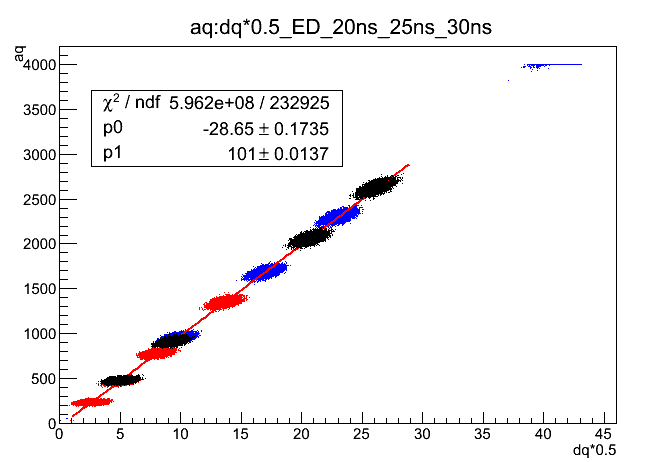 aq:dq*0.5_ED_20ns_25ns_30ns
aq
4000
3500
3000
2500
2000
1500
1000
500
0
χ² / ndf 5.962e+08 / 232925
p0 -28.65 ± 0.1735
p1 101 ± 0.0137
0 5 10 15 20 25 30 35 40 45
dq*0.5